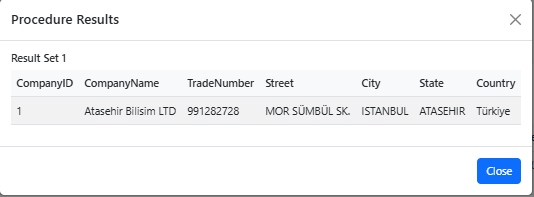 Procedure Results
Result Set 1
CompanyID CompanyName TradeNumber Street City State Country
1 Atasehir Bilisim LTD 991282728 MOR SÜMBÜL SK. ISTANBUL ATASEHIR Türkiye
Close